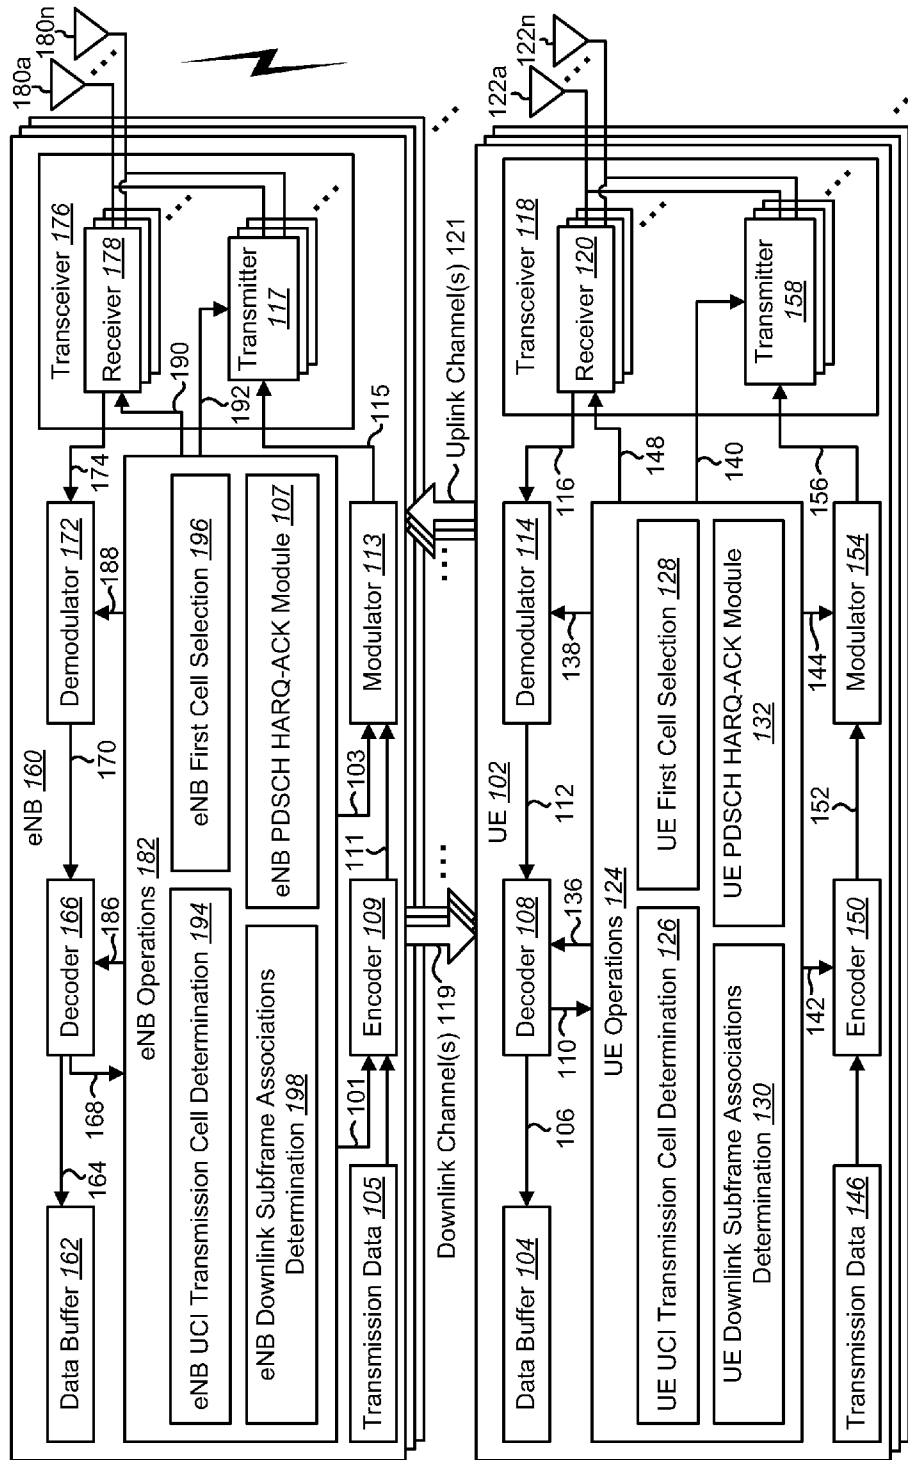 eNB 160
Data Buffer 162
164
Decoder 166
168
186
170
Demodulator 172
188
174
Transceiver 176
Receiver 178
190
192
Transmitter
117
180a
180n
eNB Operations 182
eNB UCI Transmission Cell Determination 194
eNB First Cell Selection 196
eNB Downlink Subframe Associations
Determination 198
eNB PDSCH HARQ-ACK Module 107
101
103
Transmission Data 105
Encoder 109
111
Modulator 113
115
Downlink Channel(s) 119
Uplink Channel(s) 121
UE 102
Data Buffer 104
106
Decoder 108
110
136
112
Demodulator 114
138
116
Transceiver 118
Receiver 120
148
140
Transmitter
158
122a
122n
UE Operations 124
UE UCI Transmission Cell Determination 126
UE First Cell Selection 128
UE Downlink Subframe Associations
Determination 130
UE PDSCH HARQ-ACK Module
132
142
144
Transmission Data 146
Encoder 150
152
Modulator 154
156